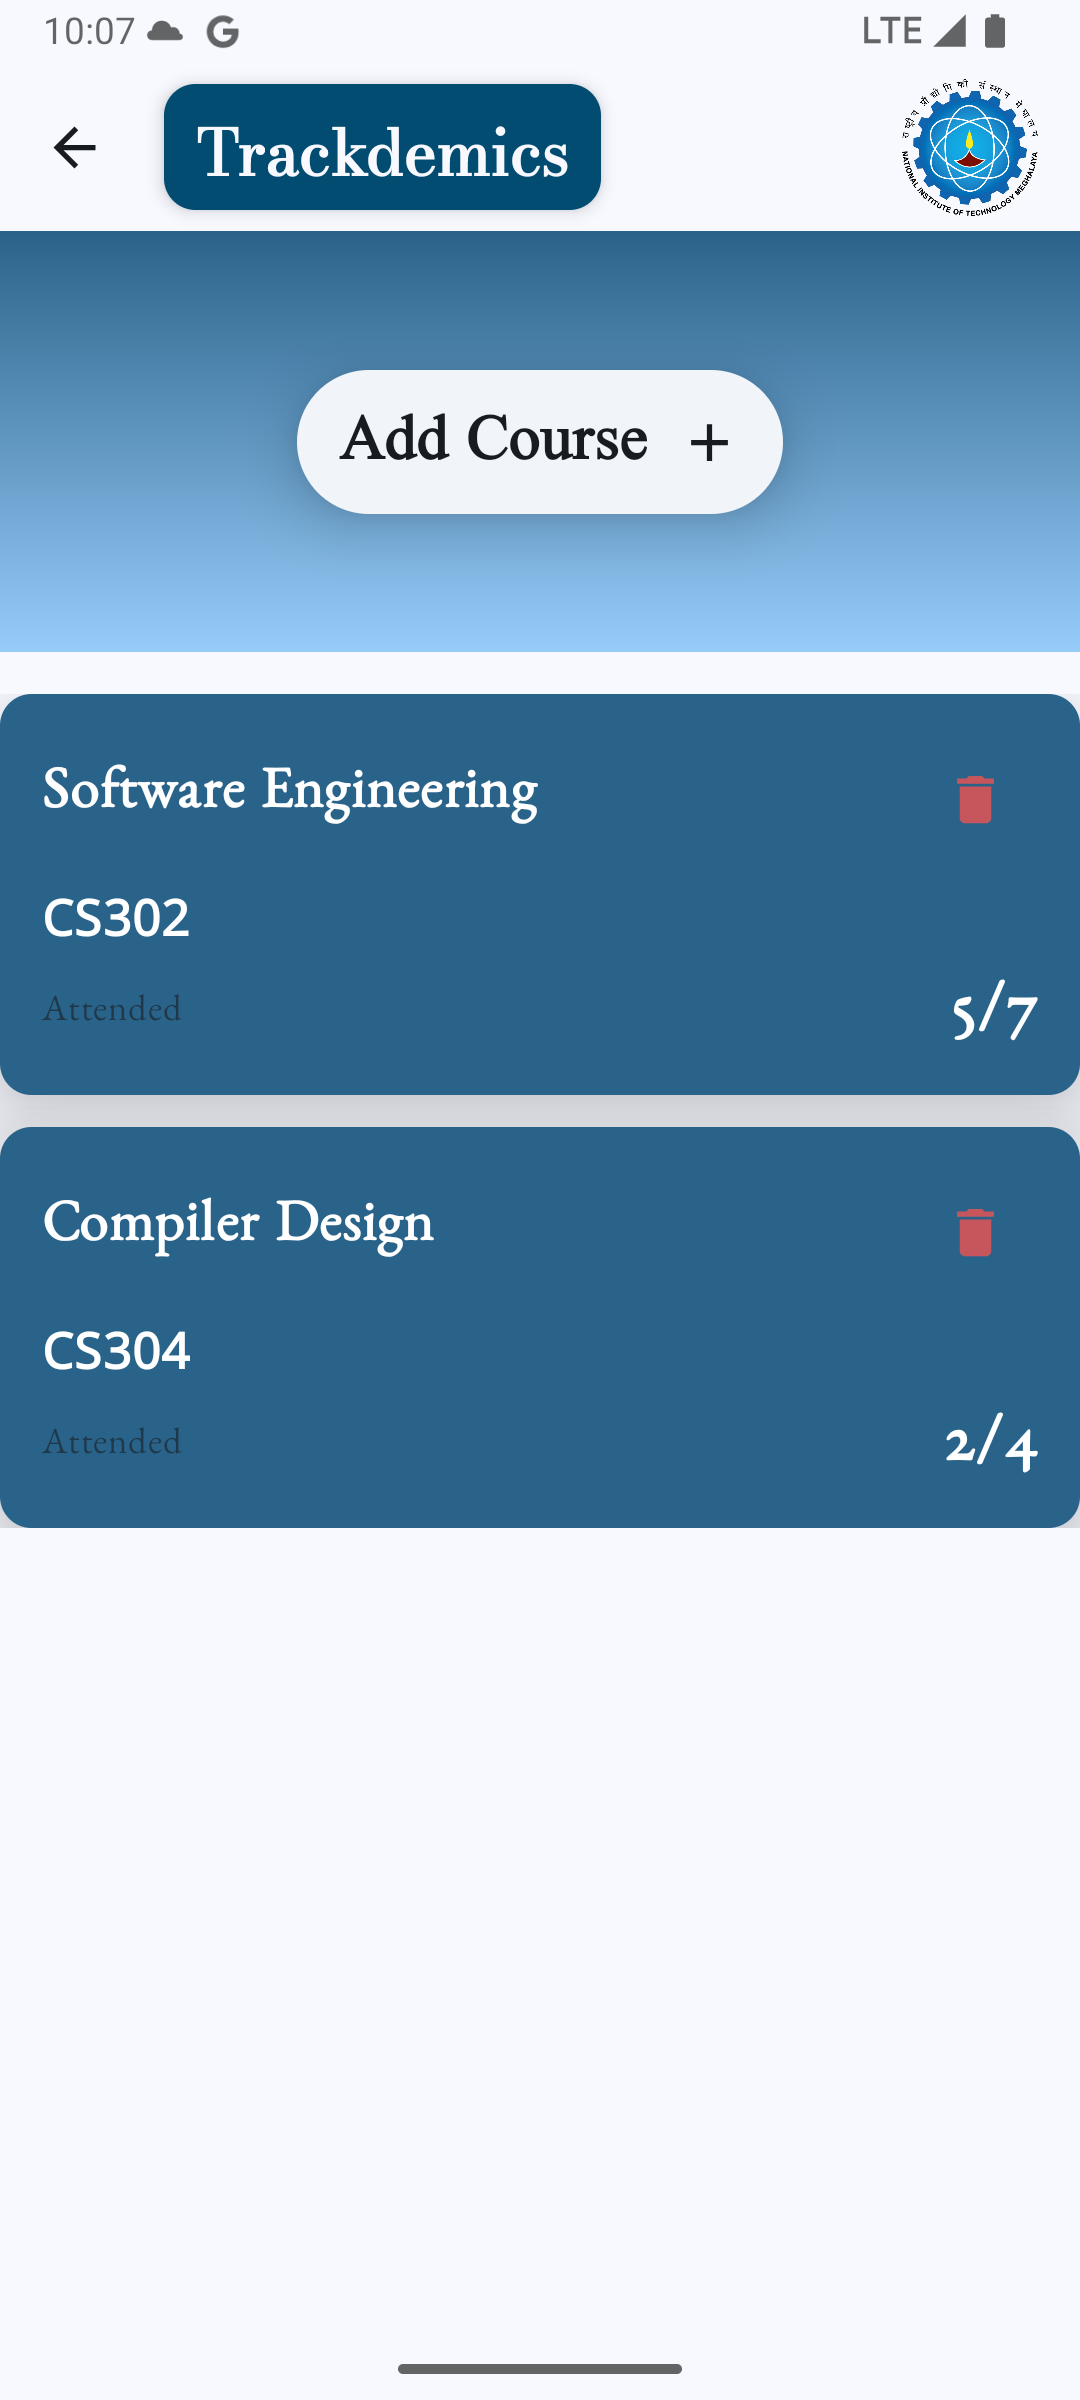 10:07
LTE
Trackdemics
राष्ट्रीय प्रौद्योगिकी संस्थान मेघालय
NATIONAL INSTITUTE OF TECHNOLOGY MEGHALAYA
Add Course +
Software Engineering
CS302
Attended
5/7
Compiler Design
CS304
Attended
2/4